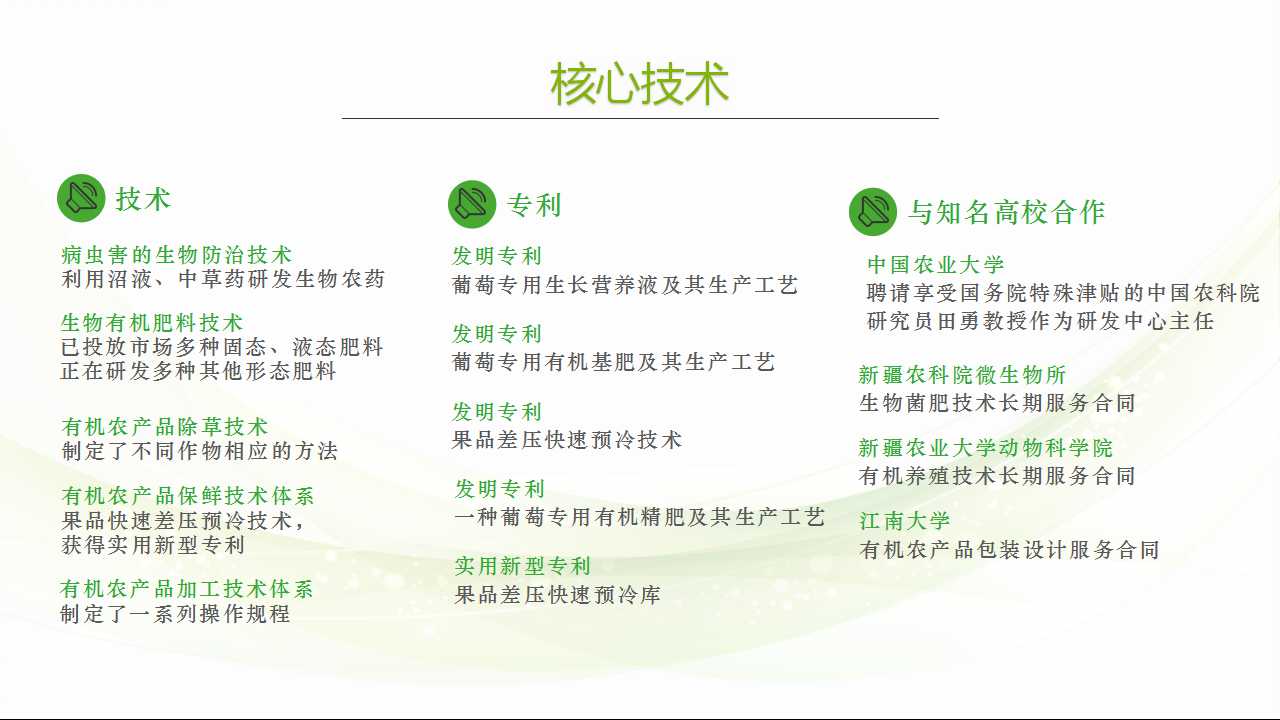 核心技术
技术
病虫害的生物防治技术
利用沼液、中草药研发生物农药
生物有机肥料技术
已投放市场多种固态、液态肥料
正在研发多种其他形态肥料
有机农产品除草技术
制定了不同作物相应的方法
有机农产品保鲜技术体系
果品快速差压预冷技术，
获得实用新型专利
有机农产品加工技术体系
制定了一系列操作规程
专利
发明专利
葡萄专用生长营养液及其生产工艺
发明专利
葡萄专用有机基肥及其生产工艺
发明专利
果品差压快速预冷技术
发明专利
一种葡萄专用有机精肥及其生产工艺
实用新型专利
果品差压快速预冷库
与知名高校合作
中国农业大学
聘请享受国务院特殊津贴的中国农科院
研究员田勇教授作为研发中心主任
新疆农科院微生物所
生物菌肥技术长期服务合同
新疆农业大学动物科学院
有机养殖技术长期服务合同
江南大学
有机农产品包装设计服务合同